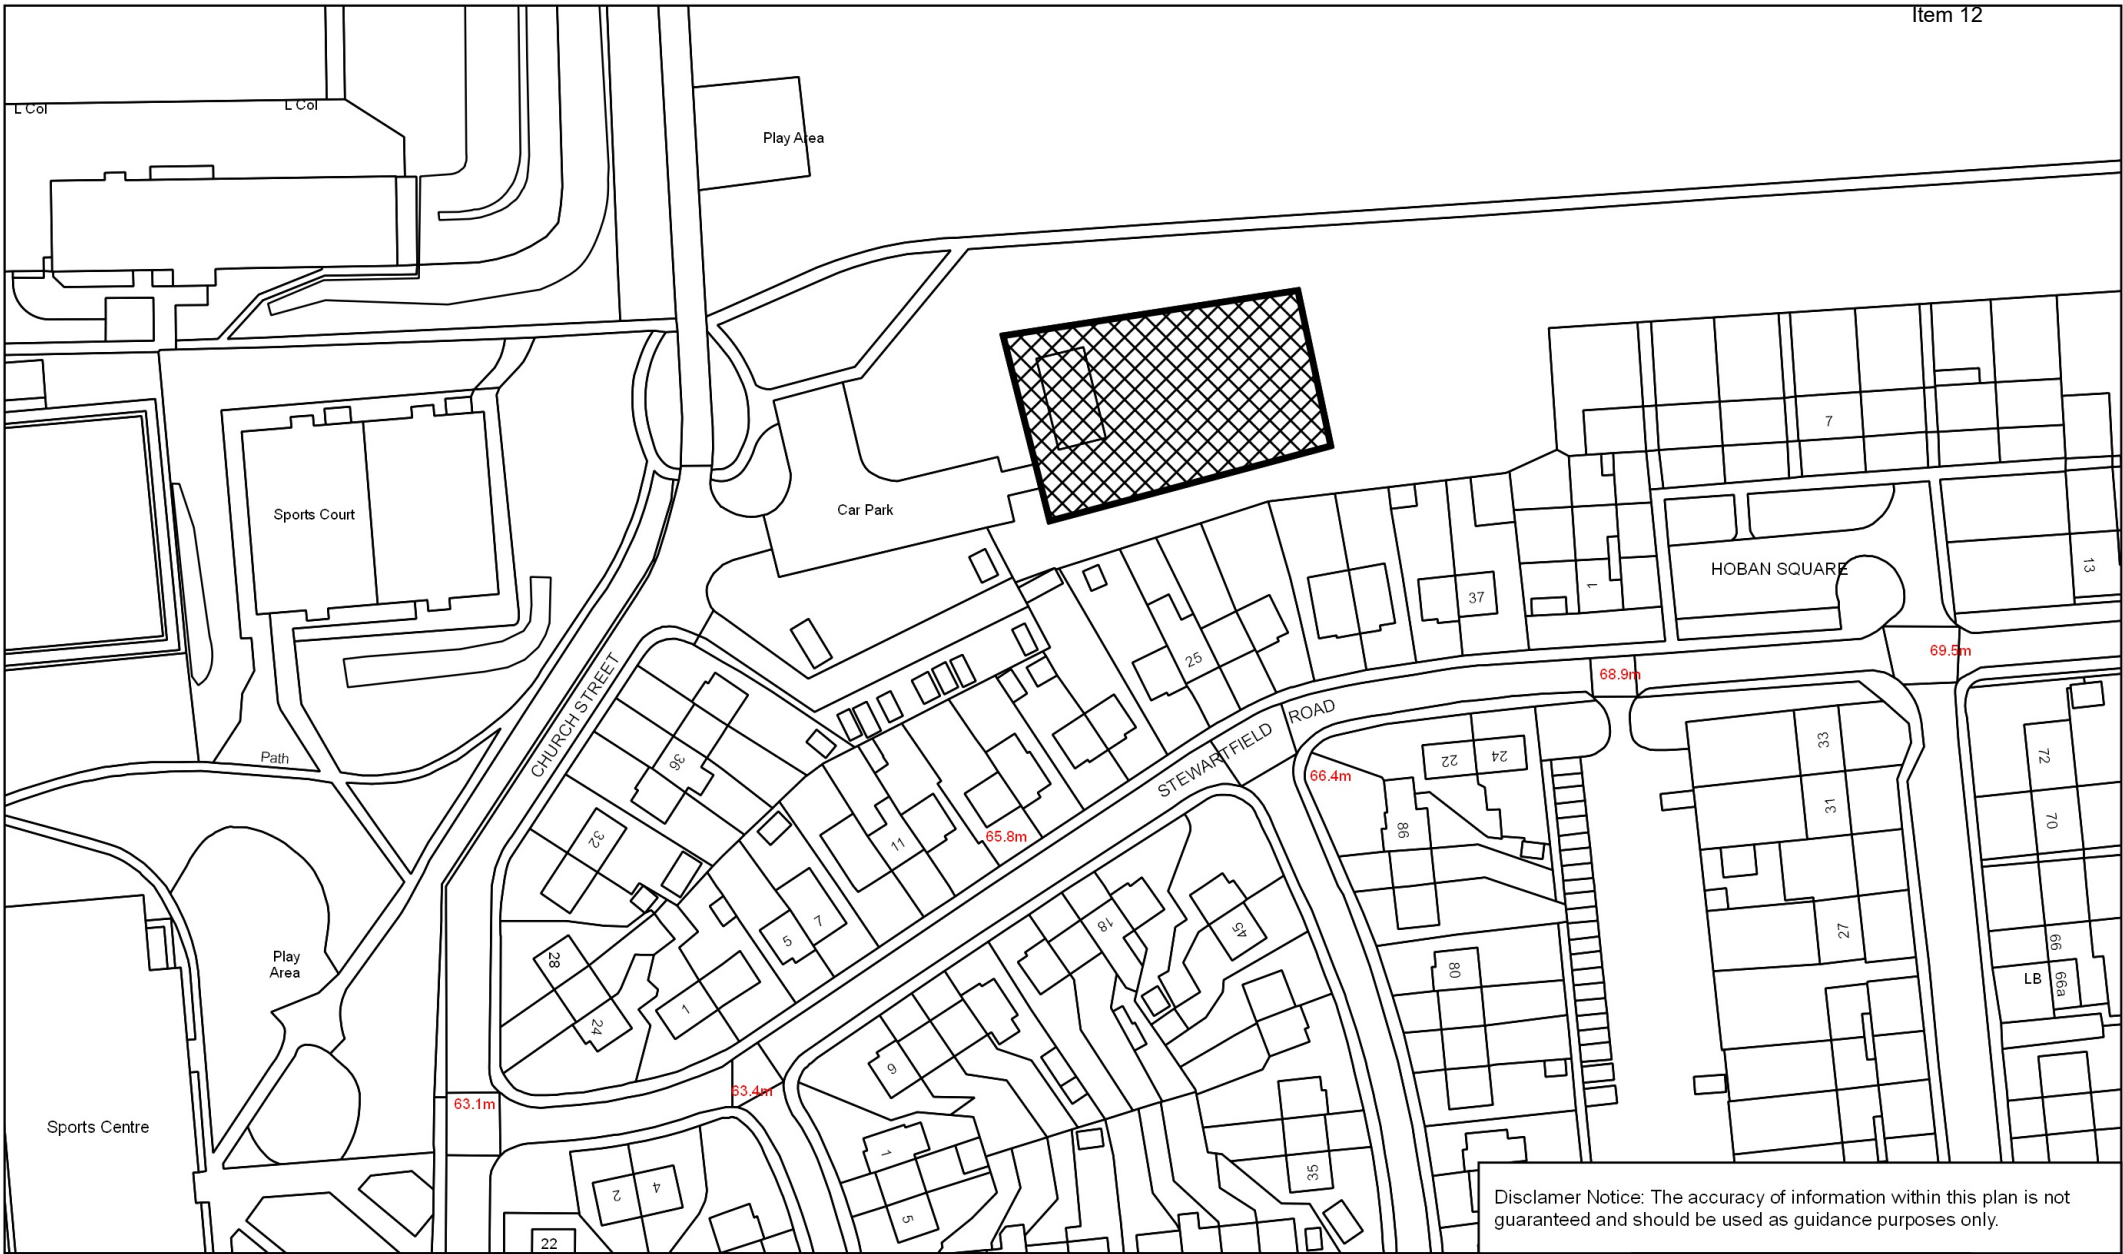 Item 12
L Col
L Col
Play Area
7
Sports Court
Car Park
HOBAN SQUARE
13
1
37
25
69.5m
68.9m
CHURCH STREET
STEWARTFIELD ROAD
36
Path
66.4m
22
24
33
72
31
70
32
65.8m
11
86
18
45
7
5
27
66
28
Play
Area
80
LB
66a
1
24
9
63.4m
63.1m
Sports Centre
1
35
2
4
5
22
Disclamer Notice: The accuracy of information within this plan is not
guaranteed and should be used as guidance purposes only.